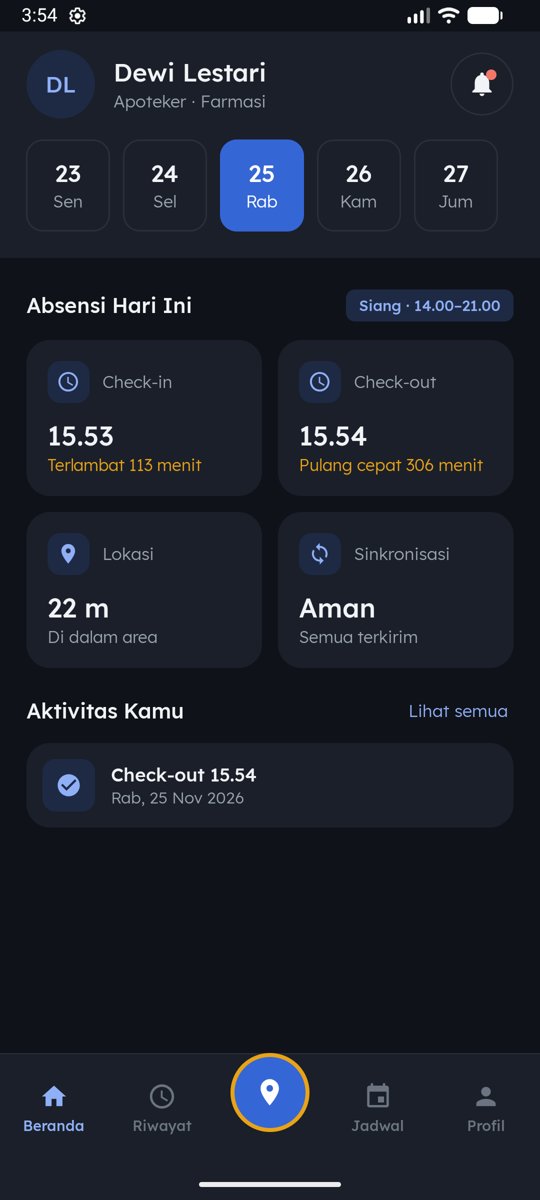 3:54
DL
Dewi Lestari
Apoteker · Farmasi
23
Sen
24
Sel
25
Rab
26
Kam
27
Jum
Absensi Hari Ini
Siang · 14.00–21.00
Check-in
15.53
Terlambat 113 menit
Check-out
15.54
Pulang cepat 306 menit
Lokasi
22 m
Di dalam area
Sinkronisasi
Aman
Semua terkirim
Aktivitas Kamu
Lihat semua
Check-out 15.54
Rab, 25 Nov 2026
Beranda
Riwayat
Jadwal
Profil